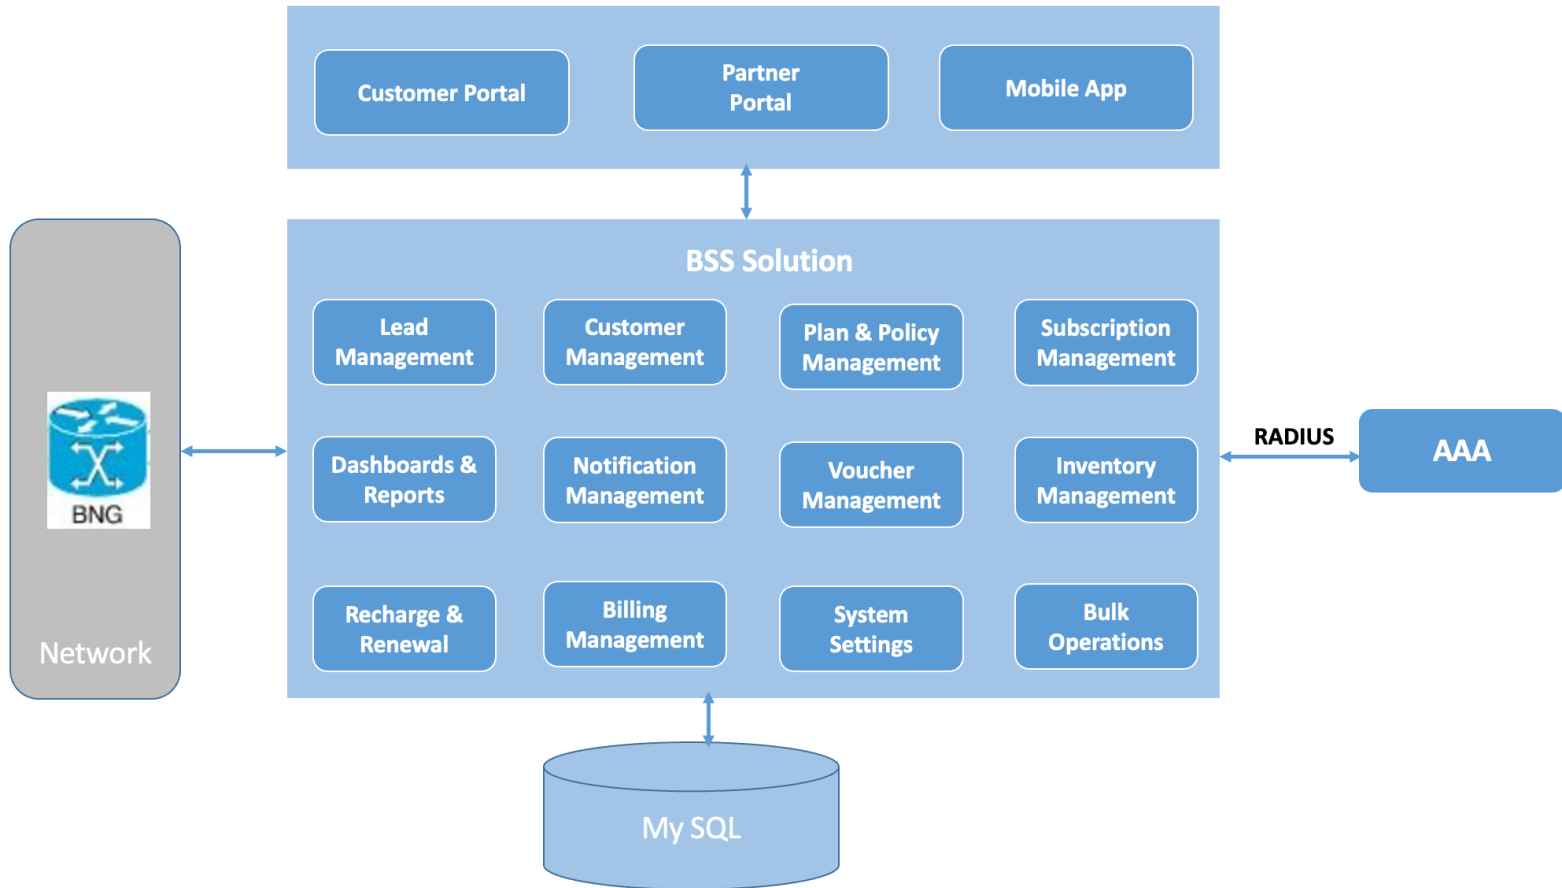 Customer Portal
Partner
Portal
Mobile App
BSS Solution
Lead
Management
Customer
Management
Plan & Policy
Management
Subscription
Management
Dashboards &
Reports
Notification
Management
Voucher
Management
Inventory
Management
Recharge &
Renewal
Billing
Management
System
Settings
Bulk
Operations
BNG
Network
RADIUS
AAA
My SQL